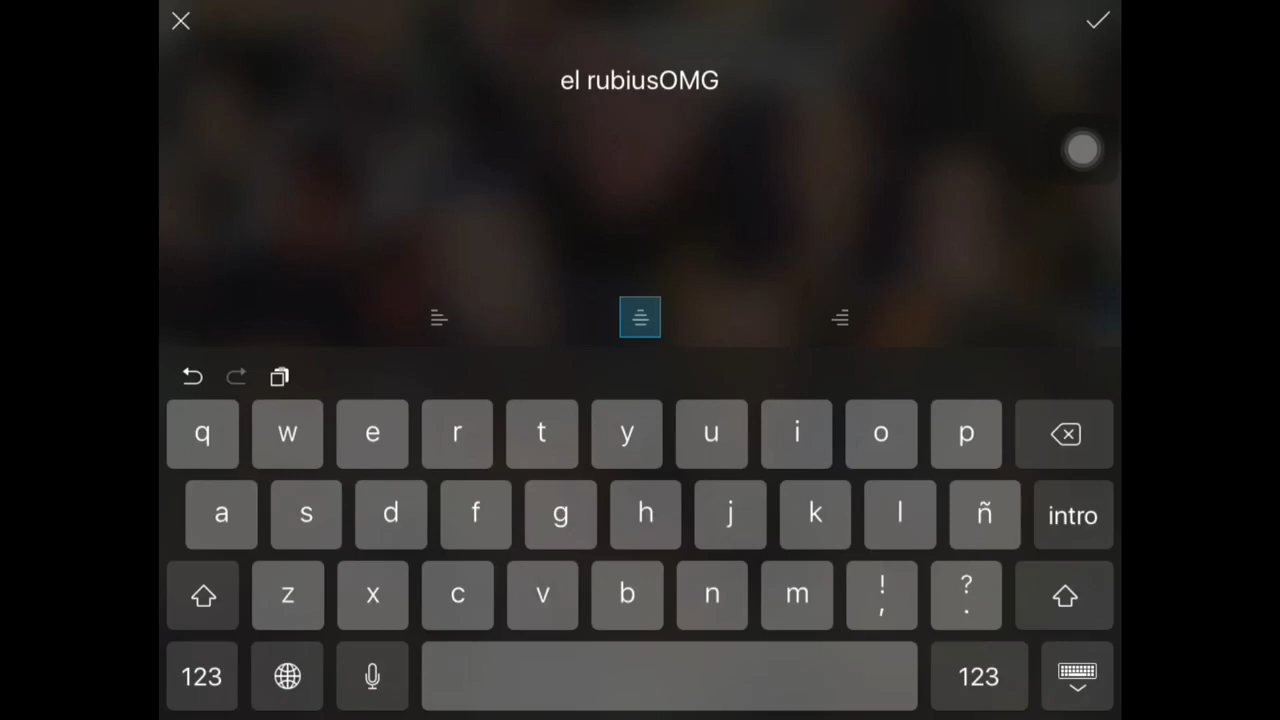 el rubiusOMG
q w e r t y u i o p
a s d f g h j k l ñ intro
z x c v b n m ! , ? .
123 123